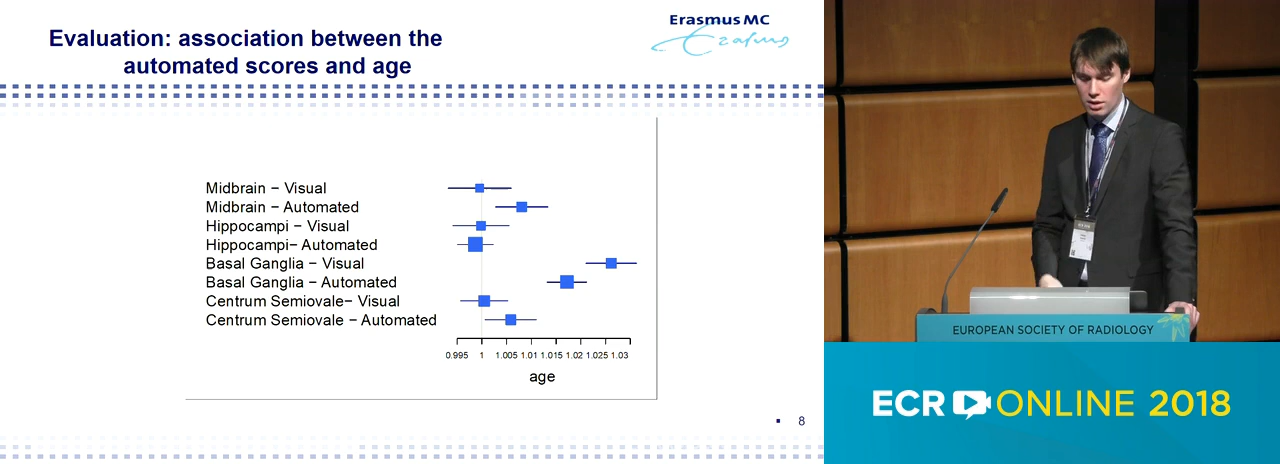 Evaluation: association between the
automated scores and age
Erasmus MC
Erasmus
Midbrain − Visual
Midbrain − Automated
Hippocampi − Visual
Hippocampi− Automated
Basal Ganglia − Visual
Basal Ganglia − Automated
Centrum Semiovale− Visual
Centrum Semiovale − Automated
0.995 1 1.005 1.01 1.015 1.02 1.025 1.03
age
8
EUROPEAN SOCIETY OF RADIOLOGY
ECR ONLINE 2018